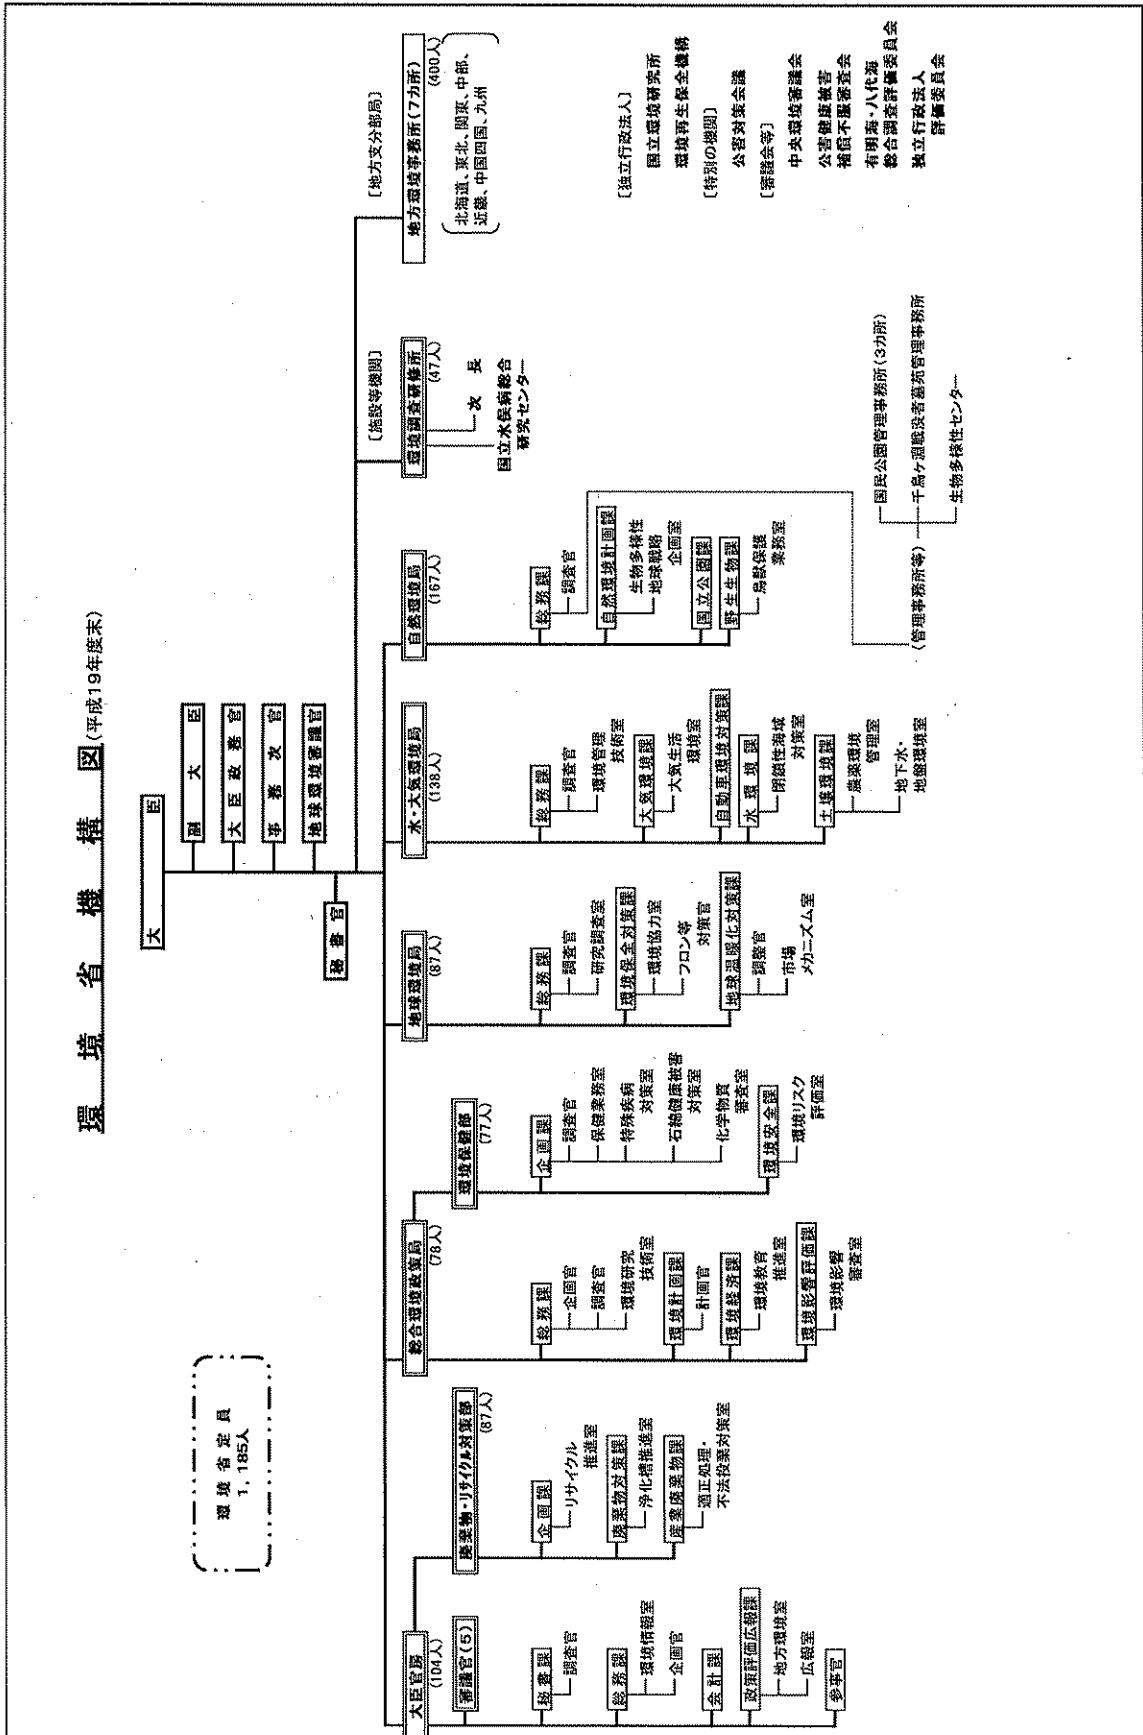 環境省機構図(平成19年度末)
環境省定員
1,185人
大臣
副大臣
大臣政務官
事務次官
地球環境審議官
秘書官
大臣官房
(104人)
審議官(5)
秘書課
調査官
総務課
環境情報室
企画官
会計課
政策評価広報課
地方環境室
広報室
参事官
廃棄物・リサイクル対策部
(87人)
企画課
リサイクル
推進室
廃棄物対策課
浄化槽推進室
産業廃棄物課
適正処理・
不法投棄対策室
総合環境政策局
(78人)
総務課
企画官
調査官
環境研究
技術室
環境計画課
計画官
環境経済課
環境教育
推進室
環境影響評価課
環境影響
審査室
環境保健部
(77人)
企画課
調査官
保健業務室
特殊疾病
対策室
石綿健康被害
対策室
化学物質
審査室
環境安全課
環境リスク
評価室
地球環境局
(87人)
総務課
調査官
研究調査室
環境保全対策課
環境協力室
フロン等
対策官
地球温暖化対策課
調整官
市場
メカニズム室
水・大気環境局
(138人)
総務課
調査官
環境管理
技術室
大気環境課
大気生活
環境室
自動車環境対策課
水環境課
閉鎖性海域
対策室
土壌環境課
農薬環境
管理室
地下水・
地盤環境室
自然環境局
(167人)
総務課
調査官
自然環境計画課
生物多様性
地球戦略
企画室
国立公園課
野生生物課
鳥獣保護
業務室
(管理事務所等)
国民公園管理事務所(3カ所)
千鳥ヶ淵戦没者墓苑管理事務所
生物多様性センター
〔施設等機関〕
環境調査研修所
(47人)
次長
国立水俣病総合
研究センター
〔地方支分部局〕
地方環境事務所(7カ所)
(400人)
北海道、東北、関東、中部、
近畿、中国四国、九州
〔独立行政法人〕
国立環境研究所
環境再生保全機構
〔特別の機関〕
公害対策会議
〔審議会等〕
中央環境審議会
公害健康被害
補償不服審査会
有明海・八代海
総合調査評価委員会
独立行政法人
評価委員会